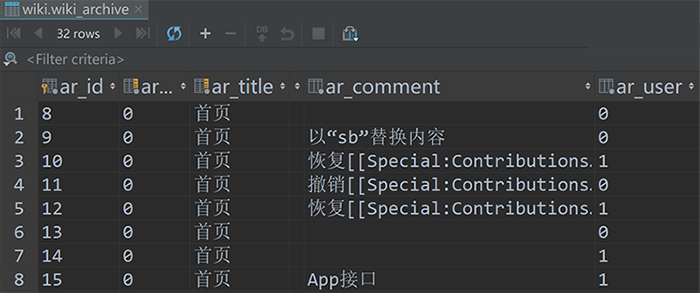 wiki.wiki_archive
32 rows
DB
<Filter criteria>
ar_id ar... ar_title ar_comment ar_user
1 8 0 首页 0
2 9 0 首页 以“sb”替换内容 0
3 10 0 首页 恢复[[Special:Contributions. 1
4 11 0 首页 撤销[[Special:Contributions. 0
5 12 0 首页 恢复[[Special:Contributions. 1
6 13 0 首页 0
7 14 0 首页 1
8 15 0 首页 App接口 1